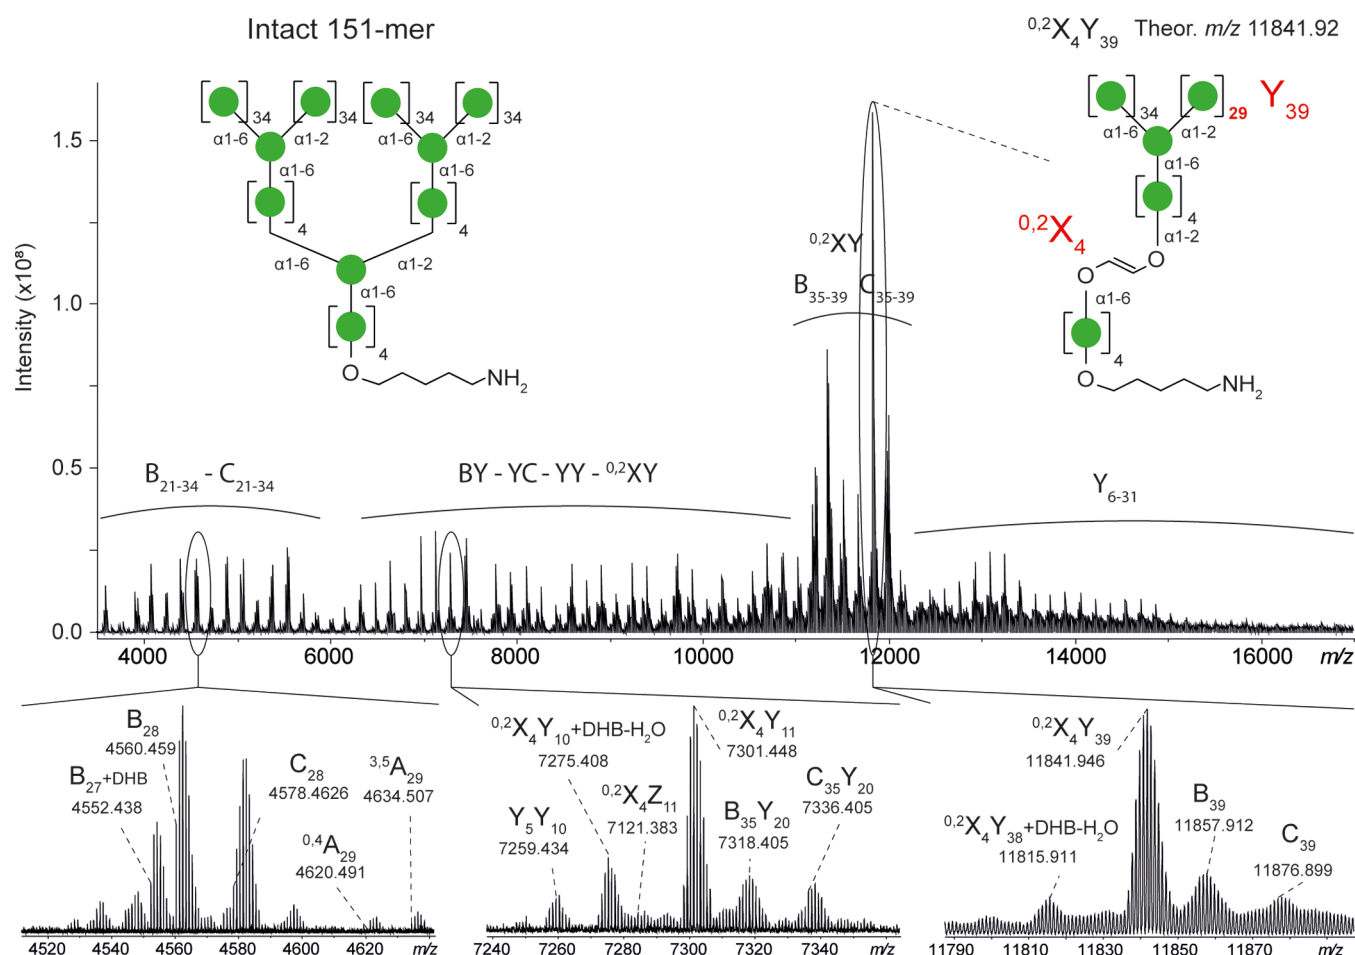 Intact 151-mer
0,2X4Y39 Theor. m/z 11841.92
34 34 34 34
α1-6 α1-2 α1-6 α1-2
α1-6 α1-6
4 4
α1-6 α1-2
α1-6
4
O NH2
34 29 Y39
α1-6 α1-2
α1-6
4
0,2X4 α1-2
O O
α1-6
4
O NH2
Intensity (x10⁸)
1.5
1.0
0.5
0.0
0,2XY
B35-39 C35-39
B21-34 - C21-34
BY - YC - YY - 0,2XY
Y6-31
4000 6000 8000 10000 12000 14000 16000 m/z
B28
4560.459
B27+DHB
4552.438
C28
4578.4626
3,5A29
4634.507
0,4A29
4620.491
4520 4540 4560 4580 4600 4620 m/z
0,2X4Y10+DHB-H2O
7275.408
0,2X4Y11
7301.448
Y5Y10
7259.434
0,2X4Z11
7121.383
B35Y20
7318.405
C35Y20
7336.405
7240 7260 7280 7300 7320 7340 m/z
0,2X4Y39
11841.946
0,2X4Y38+DHB-H2O
11815.911
B39
11857.912
C39
11876.899
11790 11810 11830 11850 11870 m/z